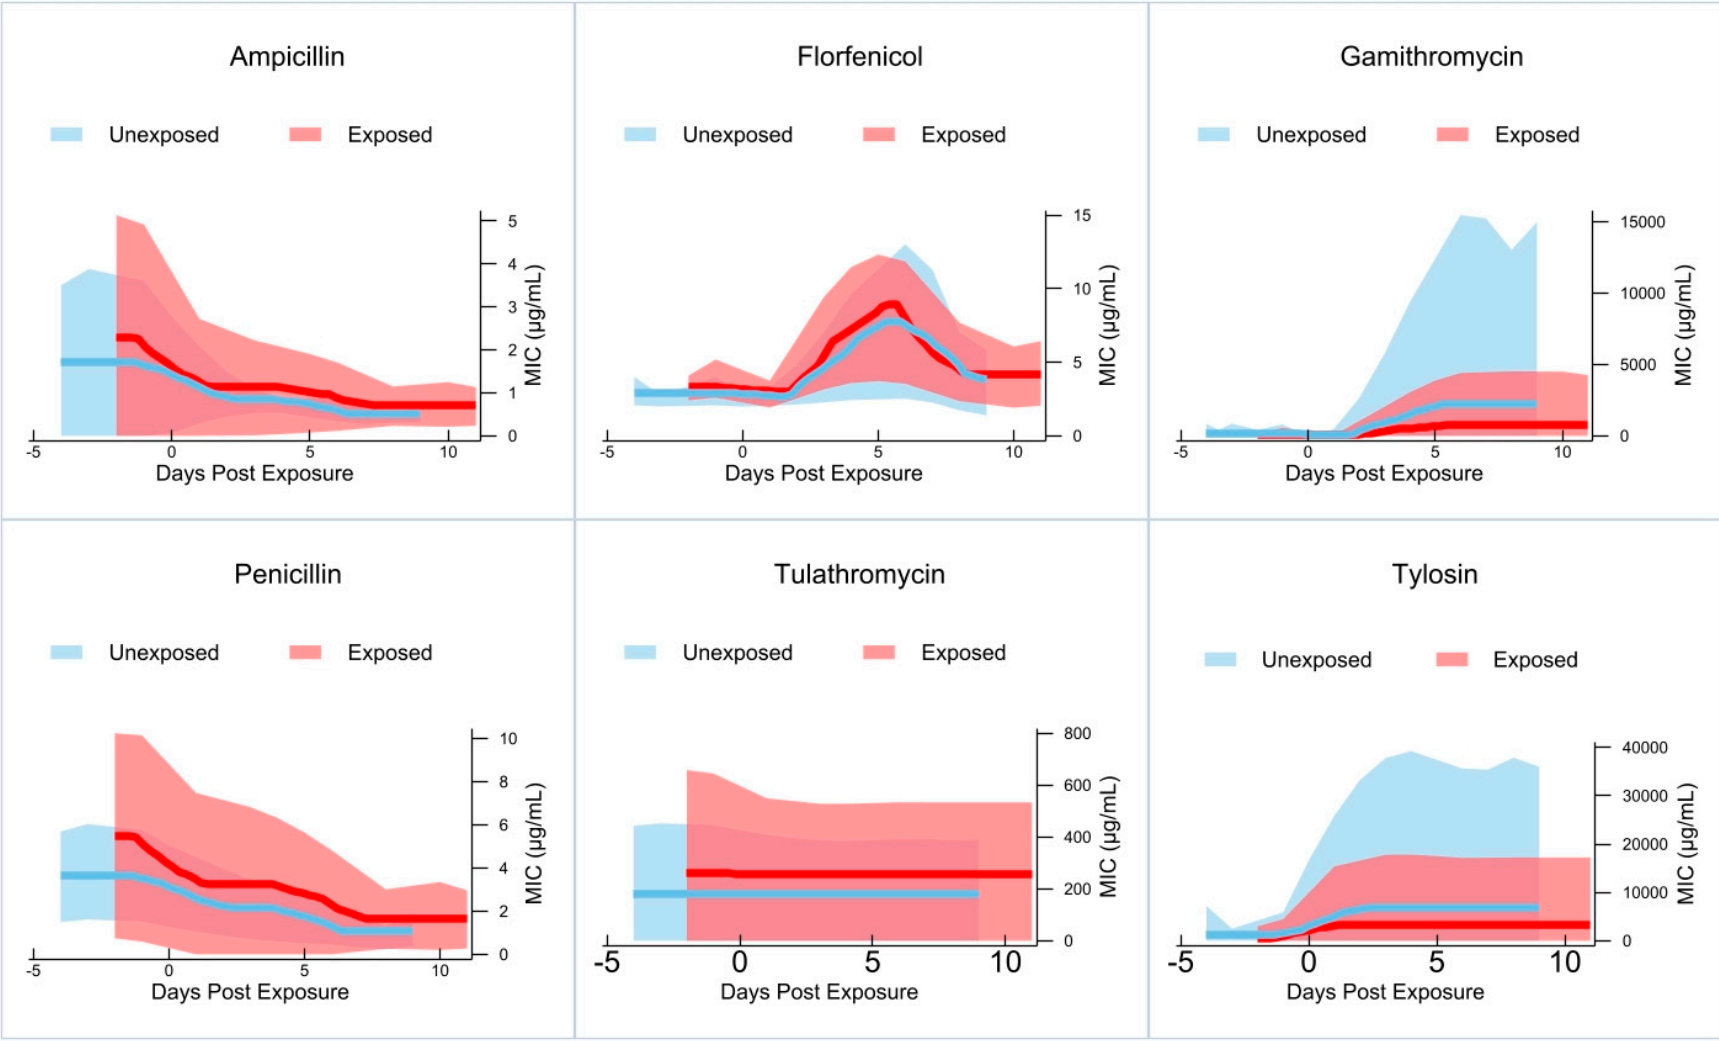 Ampicillin
Unexposed Exposed
5
4
3
2
1
0
MIC (µg/mL)
-5 0 5 10
Days Post Exposure
Florfenicol
Unexposed Exposed
15
10
5
0
MIC (µg/mL)
-5 0 5 10
Days Post Exposure
Gamithromycin
Unexposed Exposed
15000
10000
5000
0
MIC (µg/mL)
-5 0 5 10
Days Post Exposure
Penicillin
Unexposed Exposed
10
8
6
4
2
0
MIC (µg/mL)
-5 0 5 10
Days Post Exposure
Tulathromycin
Unexposed Exposed
800
600
400
200
0
MIC (µg/mL)
-5 0 5 10
Days Post Exposure
Tylosin
Unexposed Exposed
40000
30000
20000
10000
0
MIC (µg/mL)
-5 0 5 10
Days Post Exposure